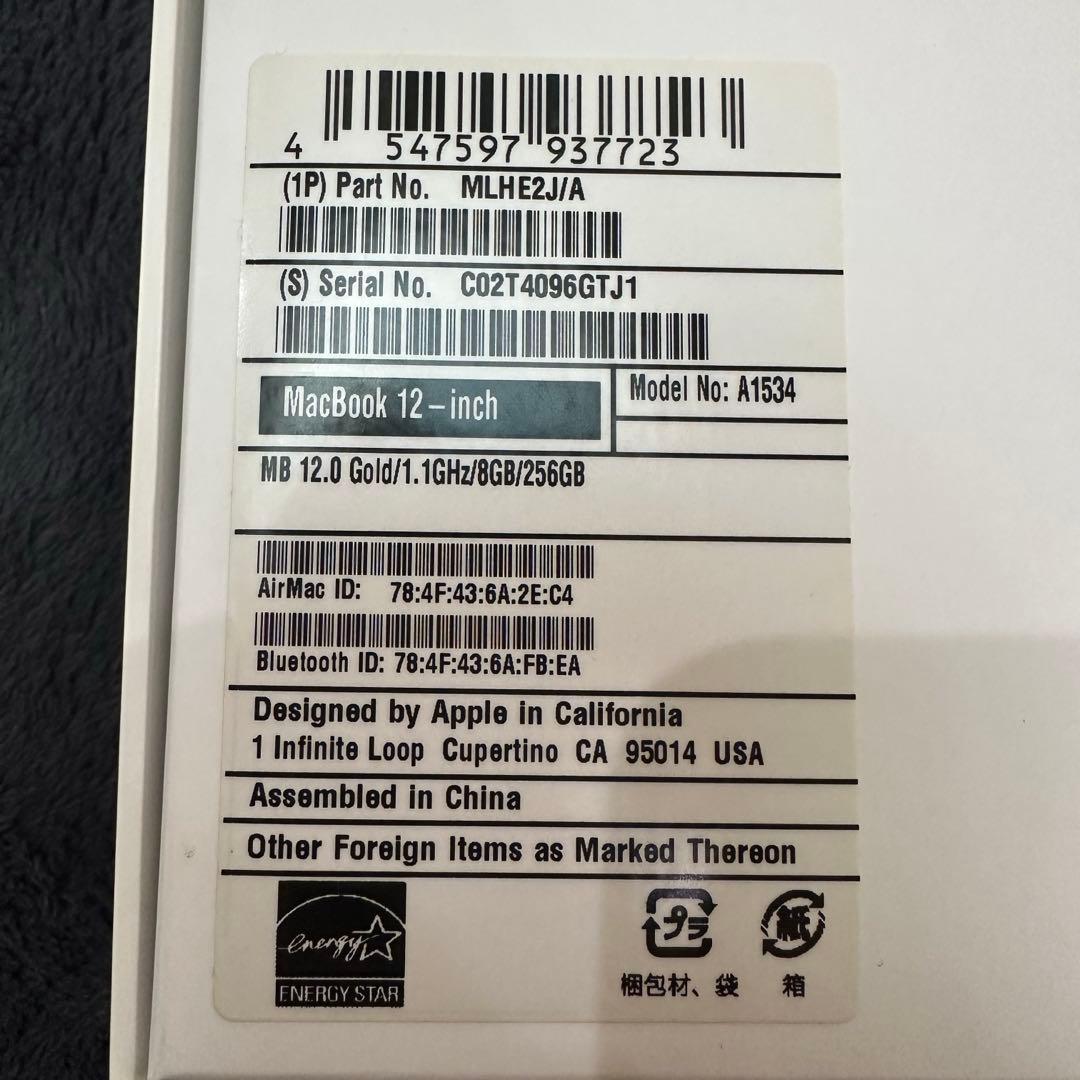 4 547597 937723
(1P) Part No. MLHE2J/A
(S) Serial No. C02T4096GTJ1
MacBook 12-inch
Model No: A1534
MB 12.0 Gold/1.1GHz/8GB/256GB
AirMac ID: 78:4F:43:6A:2E:C4
Bluetooth ID: 78:4F:43:6A:FB:EA
Designed by Apple in California
1 Infinite Loop Cupertino CA 95014 USA
Assembled in China
Other Foreign Items as Marked Thereon
energy
ENERGY STAR
プラ
紙
梱包材、袋
箱